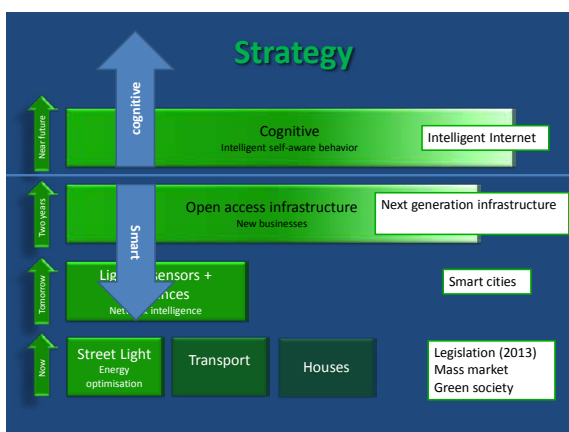 Strategy
cognitive
Near future
Cognitive
Intelligent self-aware behavior
Intelligent Internet
Two years
Open access infrastructure
New businesses
Next generation infrastructure
Smart
Tomorrow
sensors +
intelligence
Smart cities
Now
Street Light
Energy
optimisation
Transport
Houses
Legislation (2013)
Mass market
Green society